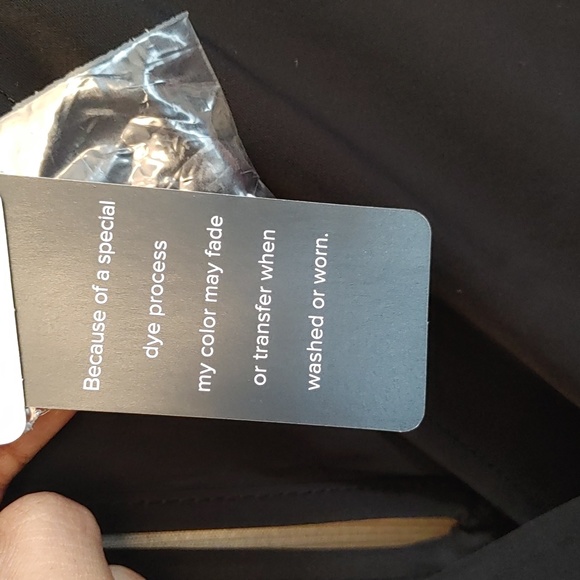 Because of a special
dye process
my color may fade
or transfer when
washed or worn.